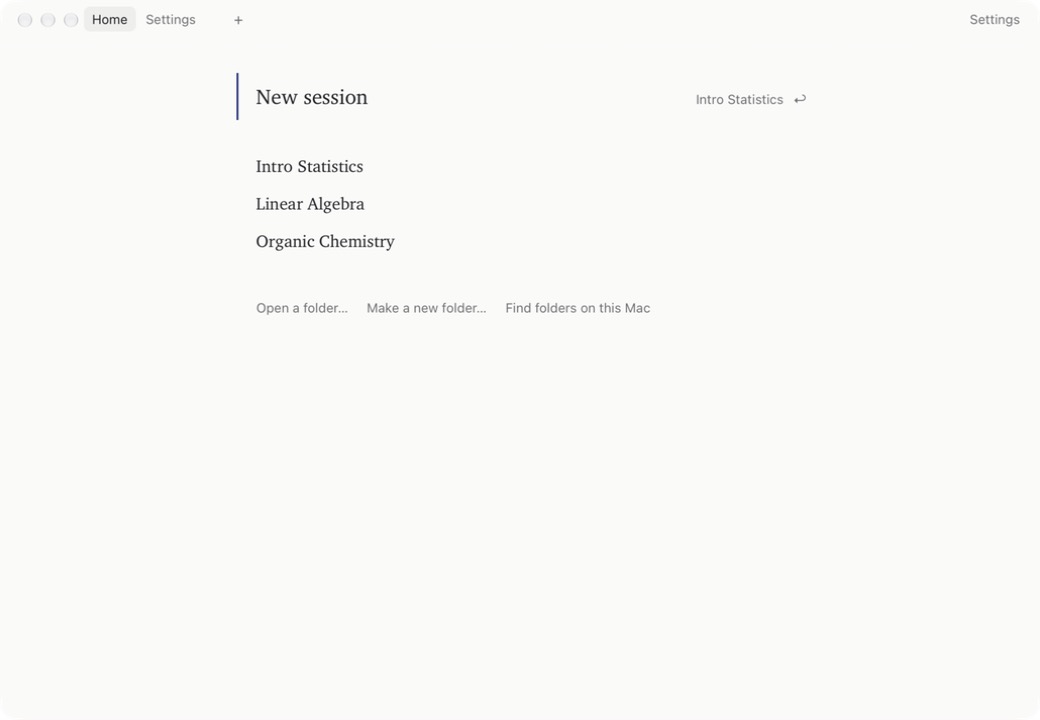 Home Settings + Settings
New session Intro Statistics ↩
Intro Statistics
Linear Algebra
Organic Chemistry
Open a folder... Make a new folder... Find folders on this Mac